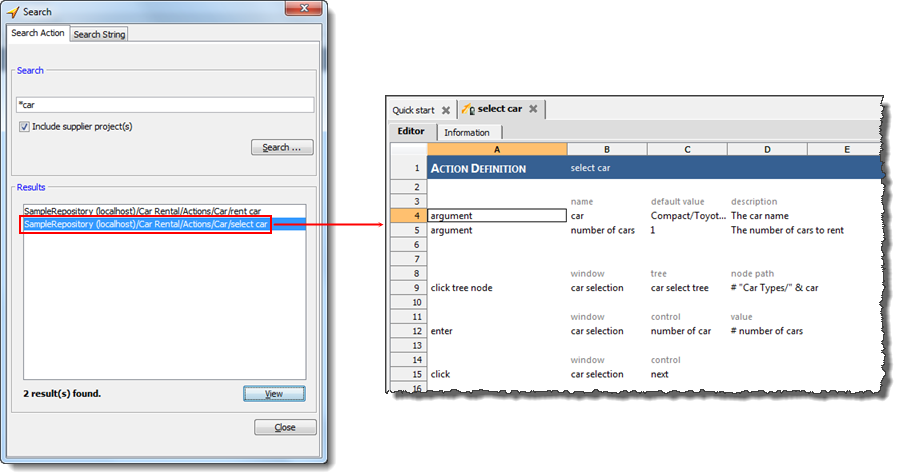 Search
Search Action
Search String
Search
*car
Include supplier project(s)
Search ...
Results
SampleRepository (localhost)/Car Rental/Actions/Car/rent car
SampleRepository (localhost)/Car Rental/Actions/Car/select car
2 result(s) found.
View
Close
Quick start
select car
Editor
Information
A B C D E
1 ACTION DEFINITION select car
2
3 name default value description
4 argument car Compact/Toyot... The car name
5 argument number of cars 1 The number of cars to rent
7
8 window tree node path
9 click tree node car selection car select tree # "Car Types/" & car
10
11 window control value
12 enter car selection number of car # number of cars
13
14 window control
15 click car selection next
16